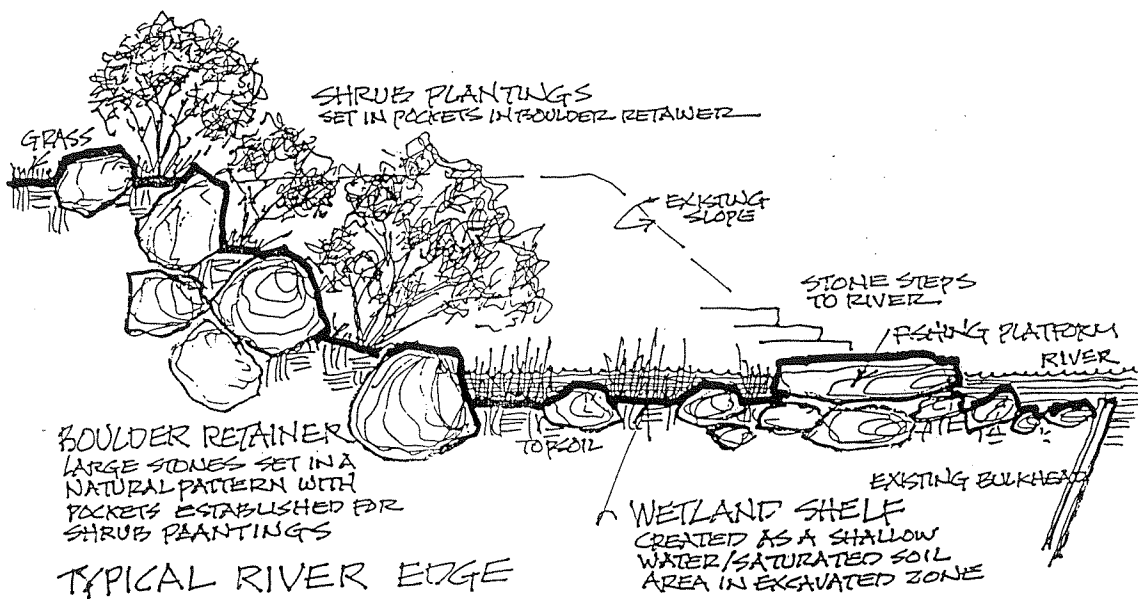 SHRUB PLANTINGS
SET IN POCKETS IN BOULDER RETAINER
GRASS
EXISTING
SLOPE
STONE STEPS
TO RIVER
FISHING PLATFORM
RIVER
TOPSOIL
BOULDER RETAINER
LARGE STONES SET IN A
NATURAL PATTERN WITH
POCKETS ESTABLISHED FOR
SHRUB PLANTINGS
EXISTING BULKHEAD
WETLAND SHELF
CREATED AS A SHALLOW
WATER/SATURATED SOIL
AREA IN EXCAVATED ZONE
TYPICAL RIVER EDGE